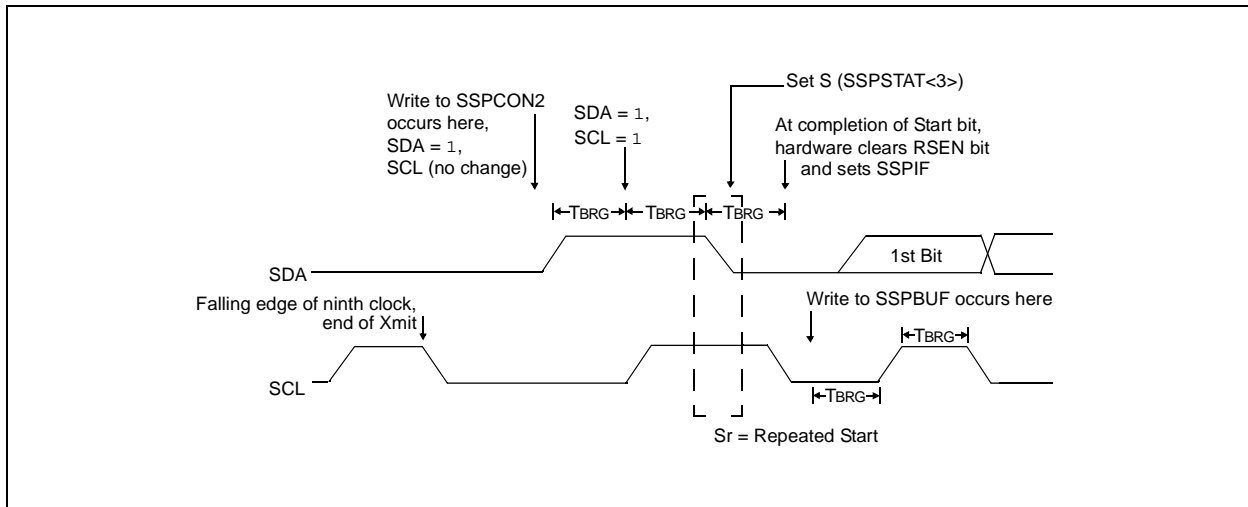 Set S (SSPSTAT<3>)
Write to SSPCON2
occurs here,
SDA = 1,
SCL (no change)
SDA = 1,
SCL = 1
At completion of Start bit,
hardware clears RSEN bit
and sets SSPIF
TBRG
TBRG
TBRG
SDA
1st Bit
Falling edge of ninth clock,
end of Xmit
Write to SSPBUF occurs here
TBRG
SCL
TBRG
Sr = Repeated Start